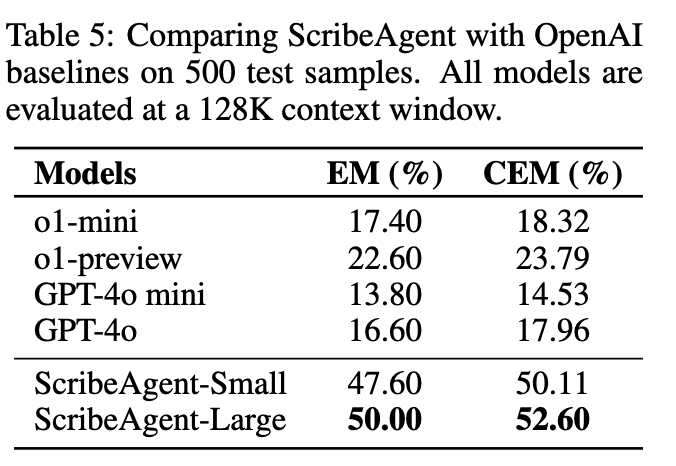 Table 5: Comparing ScribeAgent with OpenAI
baselines on 500 test samples. All models are
evaluated at a 128K context window.
Models EM (%) CEM (%)
o1-mini 17.40 18.32
o1-preview 22.60 23.79
GPT-4o mini 13.80 14.53
GPT-4o 16.60 17.96
ScribeAgent-Small 47.60 50.11
ScribeAgent-Large 50.00 52.60